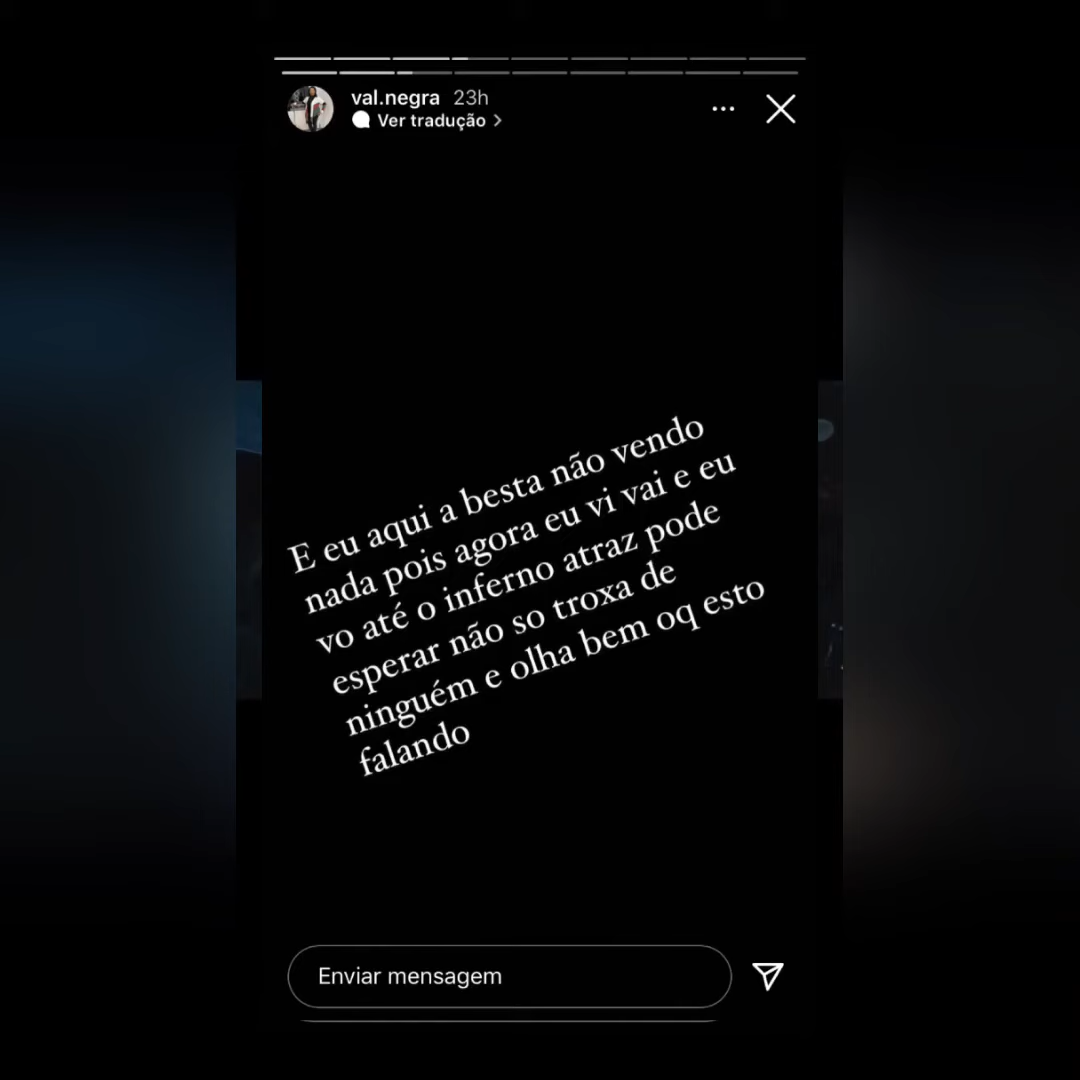 val.negra 23h
Ver tradução
E eu aqui a besta não vendo
nada pois agora eu vi vai e eu
vo até o inferno atraz pode
esperar não so troxa de
ninguém e olha bem oq esto
falando
Enviar mensagem